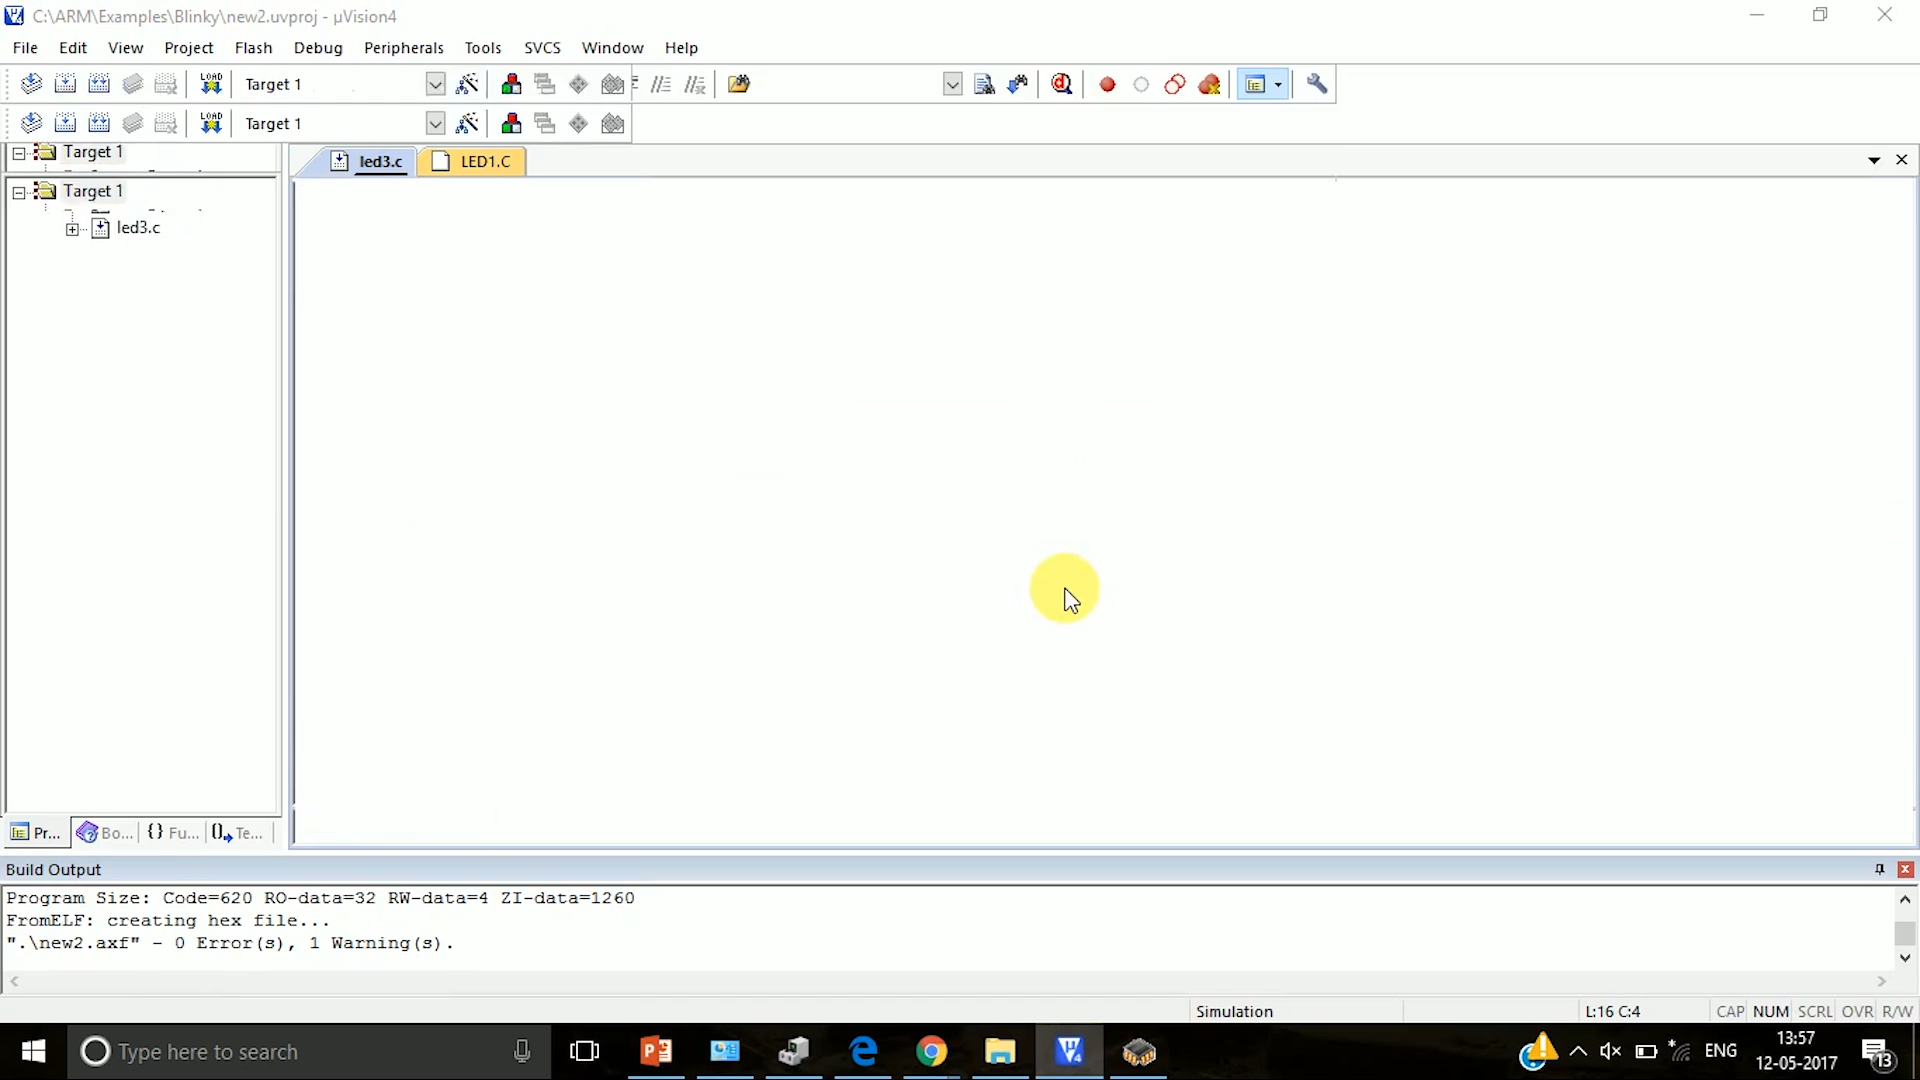 C:\ARM\Examples\Blinky\new2.uvproj - µVision4
File Edit View Project Flash Debug Peripherals Tools SVCS Window Help
LOAD Target 1
LOAD Target 1
Target 1
led3.c LED1.C
Target 1
led3.c
Pr... Bo... {} Fu... Te...
Build Output
Program Size: Code=620 RO-data=32 RW-data=4 ZI-data=1260
FromELF: creating hex file...
".\new2.axf" - 0 Error(s), 1 Warning(s).
Simulation L:16 C:4 CAP NUM SCRL OVR R/W
Type here to search
ENG
13:57
12-05-2017
13